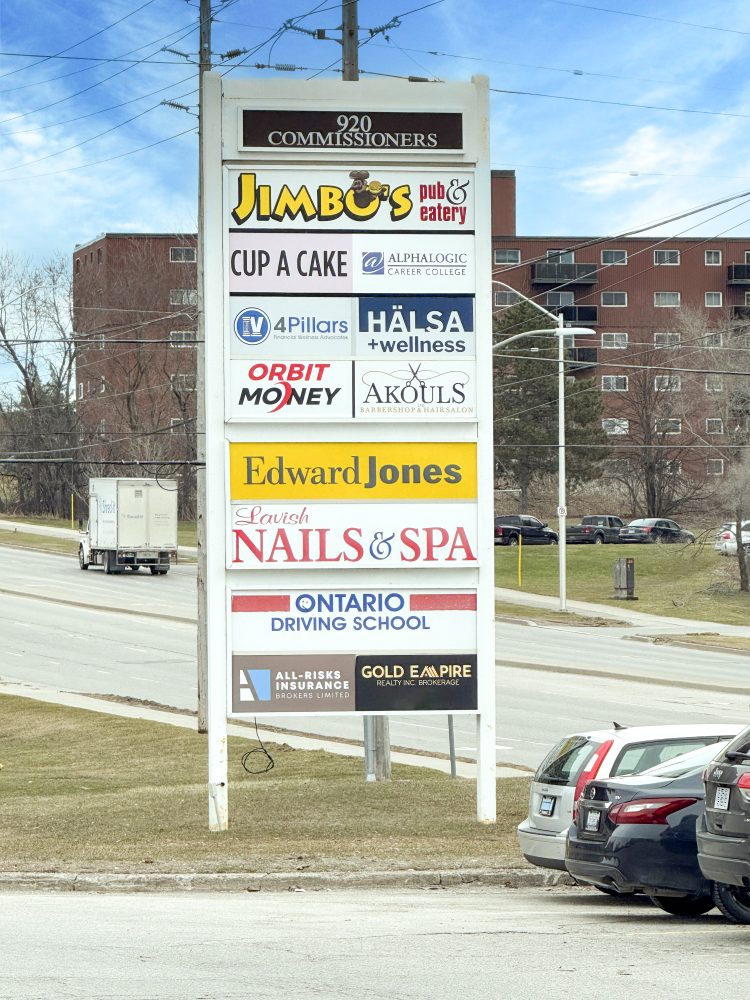 920
COMMISSIONERS
JIMBO'S pub & eatery
CUP A CAKE
ALPHALOGIC
CAREER COLLEGE
4Pillars
Financial Wellness Advocates
HÄLSA
+wellness
ORBIT
MONEY
AKOULS
BARBERSHOP & HAIRSALON
Edward Jones
Lavish
NAILS & SPA
ONTARIO
DRIVING SCHOOL
ALL-RISKS
INSURANCE
BROKERS LIMITED
GOLD EMPIRE
REALTY INC. BROKERAGE